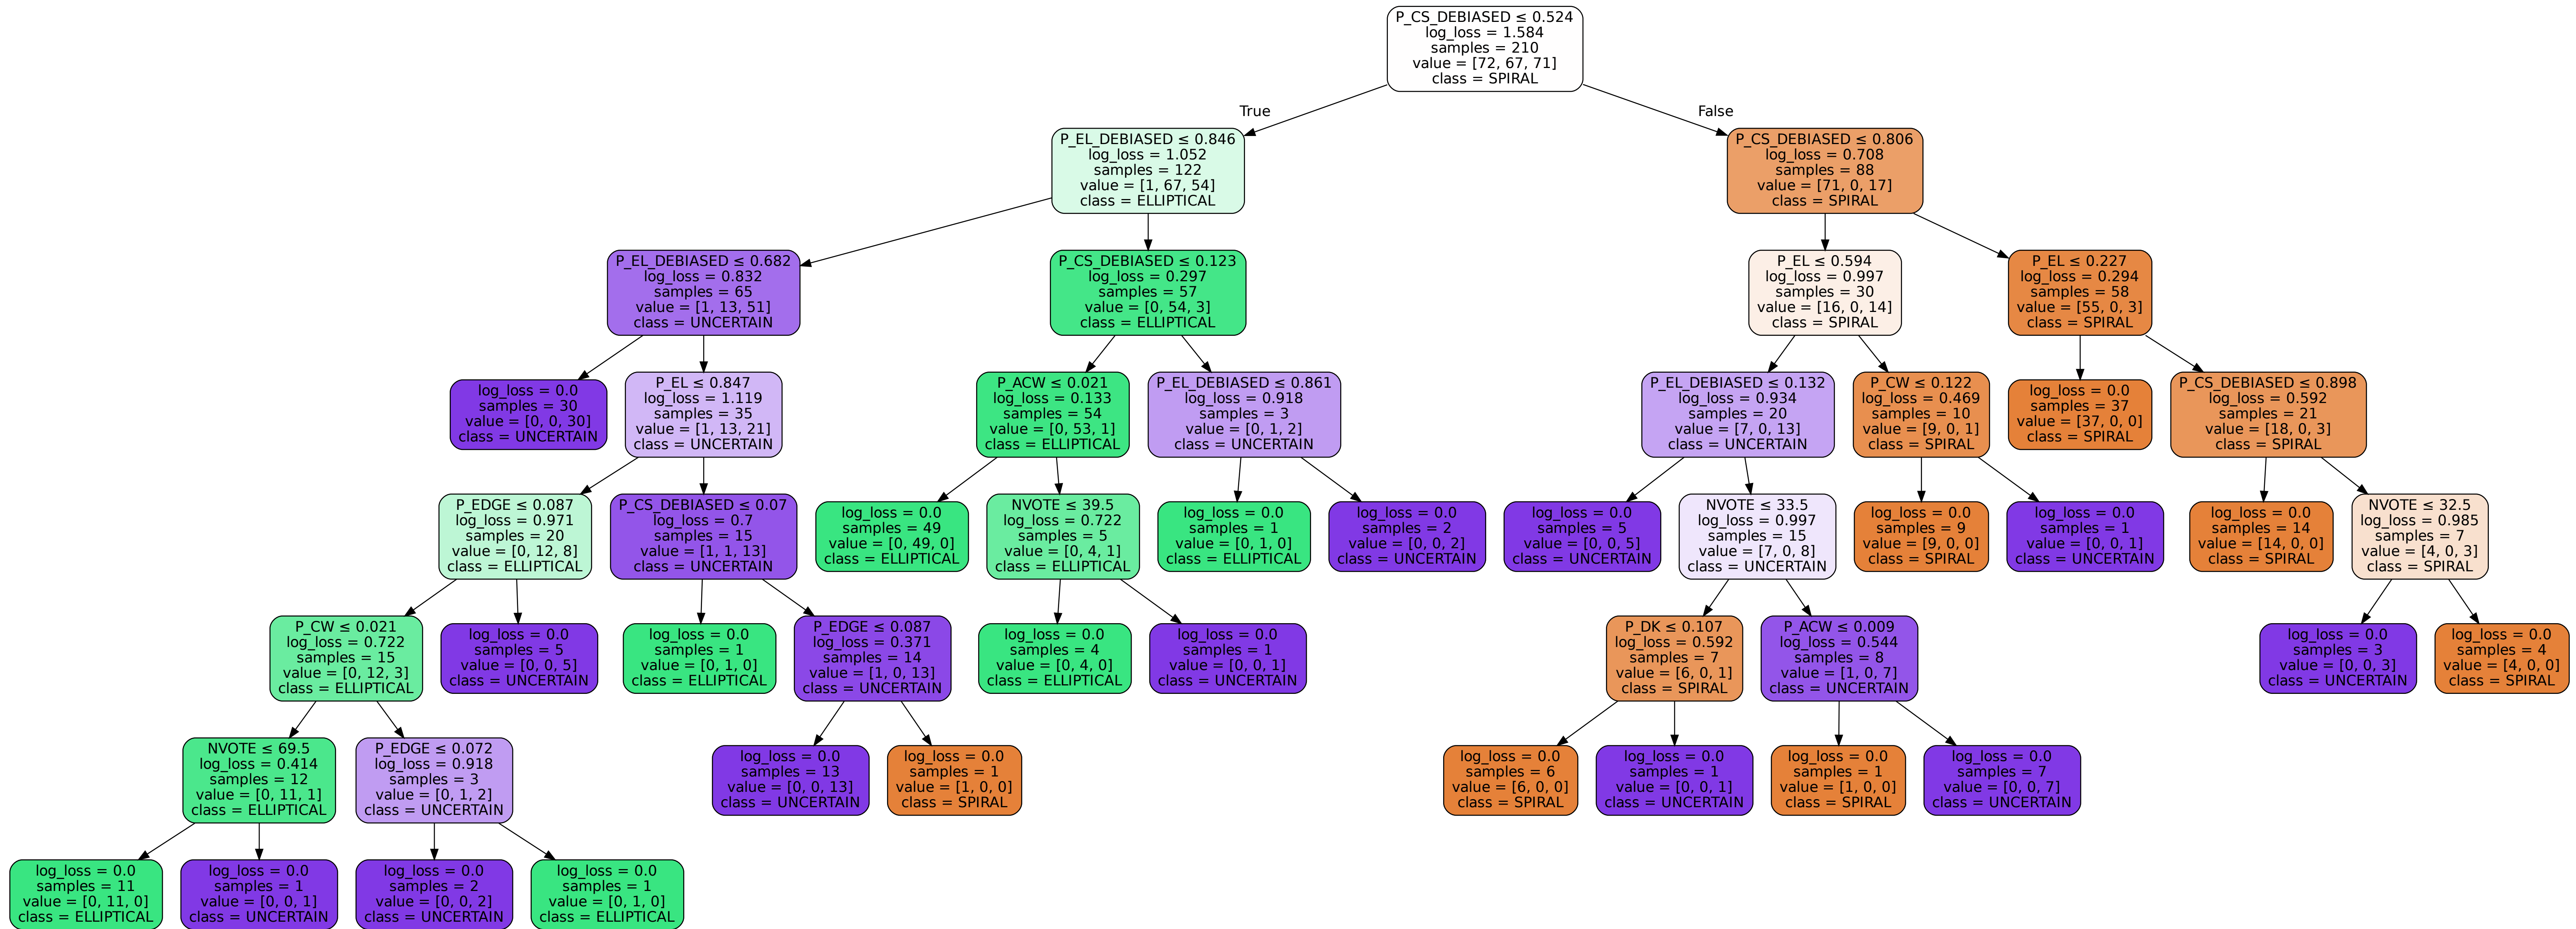 P_CS_DEBIASED ≤ 0.524
log_loss = 1.584
samples = 210
value = [72, 67, 71]
class = SPIRAL
True
False
P_EL_DEBIASED ≤ 0.846
log_loss = 1.052
samples = 122
value = [1, 67, 54]
class = ELLIPTICAL
P_CS_DEBIASED ≤ 0.806
log_loss = 0.708
samples = 88
value = [71, 0, 17]
class = SPIRAL
P_EL_DEBIASED ≤ 0.682
log_loss = 0.832
samples = 65
value = [1, 13, 51]
class = UNCERTAIN
P_CS_DEBIASED ≤ 0.123
log_loss = 0.297
samples = 57
value = [0, 54, 3]
class = ELLIPTICAL
P_EL ≤ 0.594
log_loss = 0.997
samples = 30
value = [16, 0, 14]
class = SPIRAL
P_EL ≤ 0.227
log_loss = 0.294
samples = 58
value = [55, 0, 3]
class = SPIRAL
log_loss = 0.0
samples = 30
value = [0, 0, 30]
class = UNCERTAIN
P_EL ≤ 0.847
log_loss = 1.119
samples = 35
value = [1, 13, 21]
class = UNCERTAIN
P_ACW ≤ 0.021
log_loss = 0.133
samples = 54
value = [0, 53, 1]
class = ELLIPTICAL
P_EL_DEBIASED ≤ 0.861
log_loss = 0.918
samples = 3
value = [0, 1, 2]
class = UNCERTAIN
P_EL_DEBIASED ≤ 0.132
log_loss = 0.934
samples = 20
value = [7, 0, 13]
class = UNCERTAIN
P_CW ≤ 0.122
log_loss = 0.469
samples = 10
value = [9, 0, 1]
class = SPIRAL
log_loss = 0.0
samples = 37
value = [37, 0, 0]
class = SPIRAL
P_CS_DEBIASED ≤ 0.898
log_loss = 0.592
samples = 21
value = [18, 0, 3]
class = SPIRAL
P_EDGE ≤ 0.087
log_loss = 0.971
samples = 20
value = [0, 12, 8]
class = ELLIPTICAL
P_CS_DEBIASED ≤ 0.07
log_loss = 0.7
samples = 15
value = [1, 1, 13]
class = UNCERTAIN
log_loss = 0.0
samples = 49
value = [0, 49, 0]
class = ELLIPTICAL
NVOTE ≤ 39.5
log_loss = 0.722
samples = 5
value = [0, 4, 1]
class = ELLIPTICAL
log_loss = 0.0
samples = 1
value = [0, 1, 0]
class = ELLIPTICAL
log_loss = 0.0
samples = 2
value = [0, 0, 2]
class = UNCERTAIN
log_loss = 0.0
samples = 5
value = [0, 0, 5]
class = UNCERTAIN
NVOTE ≤ 33.5
log_loss = 0.997
samples = 15
value = [7, 0, 8]
class = UNCERTAIN
log_loss = 0.0
samples = 9
value = [9, 0, 0]
class = SPIRAL
log_loss = 0.0
samples = 1
value = [0, 0, 1]
class = UNCERTAIN
log_loss = 0.0
samples = 14
value = [14, 0, 0]
class = SPIRAL
NVOTE ≤ 32.5
log_loss = 0.985
samples = 7
value = [4, 0, 3]
class = SPIRAL
P_CW ≤ 0.021
log_loss = 0.722
samples = 15
value = [0, 12, 3]
class = ELLIPTICAL
log_loss = 0.0
samples = 5
value = [0, 0, 5]
class = UNCERTAIN
log_loss = 0.0
samples = 1
value = [0, 1, 0]
class = ELLIPTICAL
P_EDGE ≤ 0.087
log_loss = 0.371
samples = 14
value = [1, 0, 13]
class = UNCERTAIN
log_loss = 0.0
samples = 4
value = [0, 4, 0]
class = ELLIPTICAL
log_loss = 0.0
samples = 1
value = [0, 0, 1]
class = UNCERTAIN
P_DK ≤ 0.107
log_loss = 0.592
samples = 7
value = [6, 0, 1]
class = SPIRAL
P_ACW ≤ 0.009
log_loss = 0.544
samples = 8
value = [1, 0, 7]
class = UNCERTAIN
log_loss = 0.0
samples = 3
value = [0, 0, 3]
class = UNCERTAIN
log_loss = 0.0
samples = 4
value = [4, 0, 0]
class = SPIRAL
NVOTE ≤ 69.5
log_loss = 0.414
samples = 12
value = [0, 11, 1]
class = ELLIPTICAL
P_EDGE ≤ 0.072
log_loss = 0.918
samples = 3
value = [0, 1, 2]
class = UNCERTAIN
log_loss = 0.0
samples = 13
value = [0, 0, 13]
class = UNCERTAIN
log_loss = 0.0
samples = 1
value = [1, 0, 0]
class = SPIRAL
log_loss = 0.0
samples = 6
value = [6, 0, 0]
class = SPIRAL
log_loss = 0.0
samples = 1
value = [0, 0, 1]
class = UNCERTAIN
log_loss = 0.0
samples = 1
value = [1, 0, 0]
class = SPIRAL
log_loss = 0.0
samples = 7
value = [0, 0, 7]
class = UNCERTAIN
log_loss = 0.0
samples = 11
value = [0, 11, 0]
class = ELLIPTICAL
log_loss = 0.0
samples = 1
value = [0, 0, 1]
class = UNCERTAIN
log_loss = 0.0
samples = 2
value = [0, 0, 2]
class = UNCERTAIN
log_loss = 0.0
samples = 1
value = [0, 1, 0]
class = ELLIPTICAL